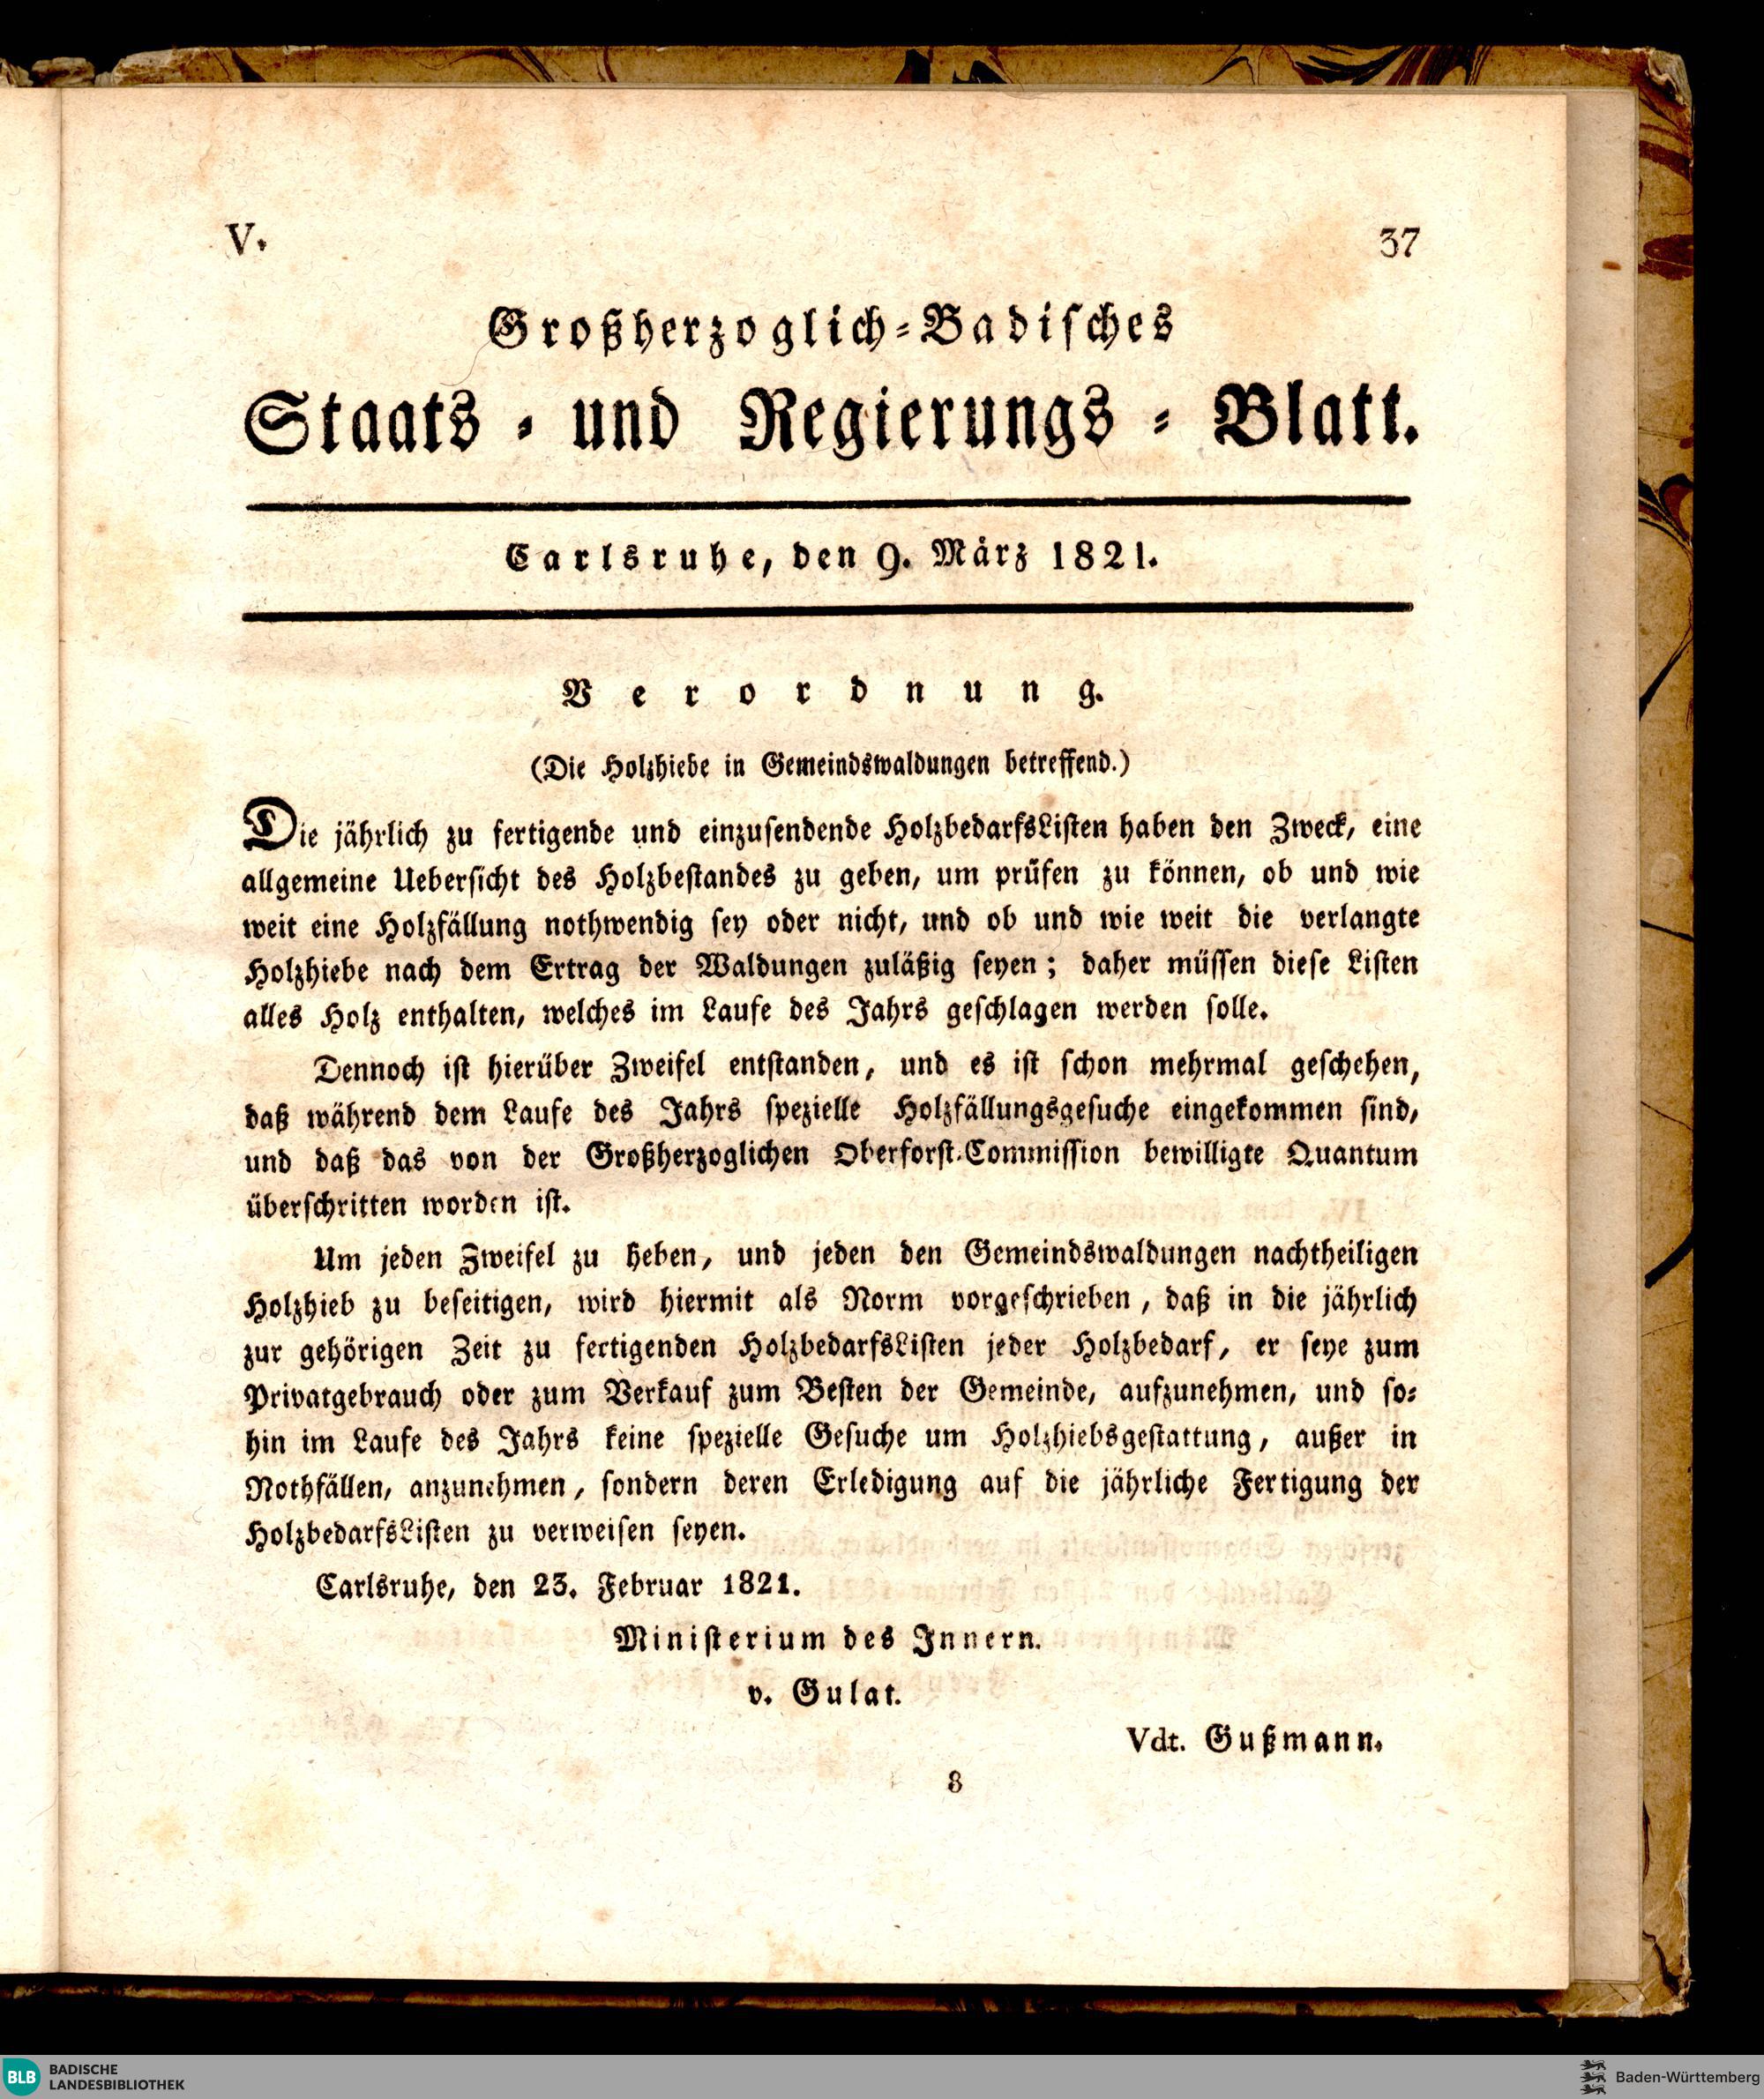 V.
37
Großherzoglich-Badisches
Staats- und Regierungs-Blatt.
Carlsruhe, den 9. März 1821.
Verordnung.
(Die Holzhiebe in Gemeindswaldungen betreffend.)
Die jährlich zu fertigende und einzusendende HolzbedarfsListen haben den Zweck, eine
allgemeine Uebersicht des Holzbestandes zu geben, um prüfen zu können, ob und wie
weit eine Holzfällung nothwendig sey oder nicht, und ob und wie weit die verlangte
Holzhiebe nach dem Ertrag der Waldungen zuläßig seyen; daher müssen diese Listen
alles Holz enthalten, welches im Laufe des Jahrs geschlagen werden solle.
Dennoch ist hierüber Zweifel entstanden, und es ist schon mehrmal geschehen,
daß während dem Laufe des Jahrs spezielle Holzfällungsgesuche eingekommen sind,
und daß das von der Großherzoglichen Oberforst-Commission bewilligte Quantum
überschritten worden ist.
Um jeden Zweifel zu heben, und jeden den Gemeindswaldungen nachtheiligen
Holzhieb zu beseitigen, wird hiermit als Norm vorgeschrieben, daß in die jährlich
zur gehörigen Zeit zu fertigenden HolzbedarfsListen jeder Holzbedarf, er seye zum
Privatgebrauch oder zum Verkauf zum Besten der Gemeinde, aufzunehmen, und so-
hin im Laufe des Jahrs keine spezielle Gesuche um Holzhiebsgestattung, außer in
Nothfällen, anzunehmen, sondern deren Erledigung auf die jährliche Fertigung der
HolzbedarfsListen zu verweisen seyen.
Carlsruhe, den 23. Februar 1821.
Ministerium des Innern.
v. Gulat.
Vdt. Gußmann.
8
BLB BADISCHE
LANDESBIBLIOTHEK
Baden-Württemberg